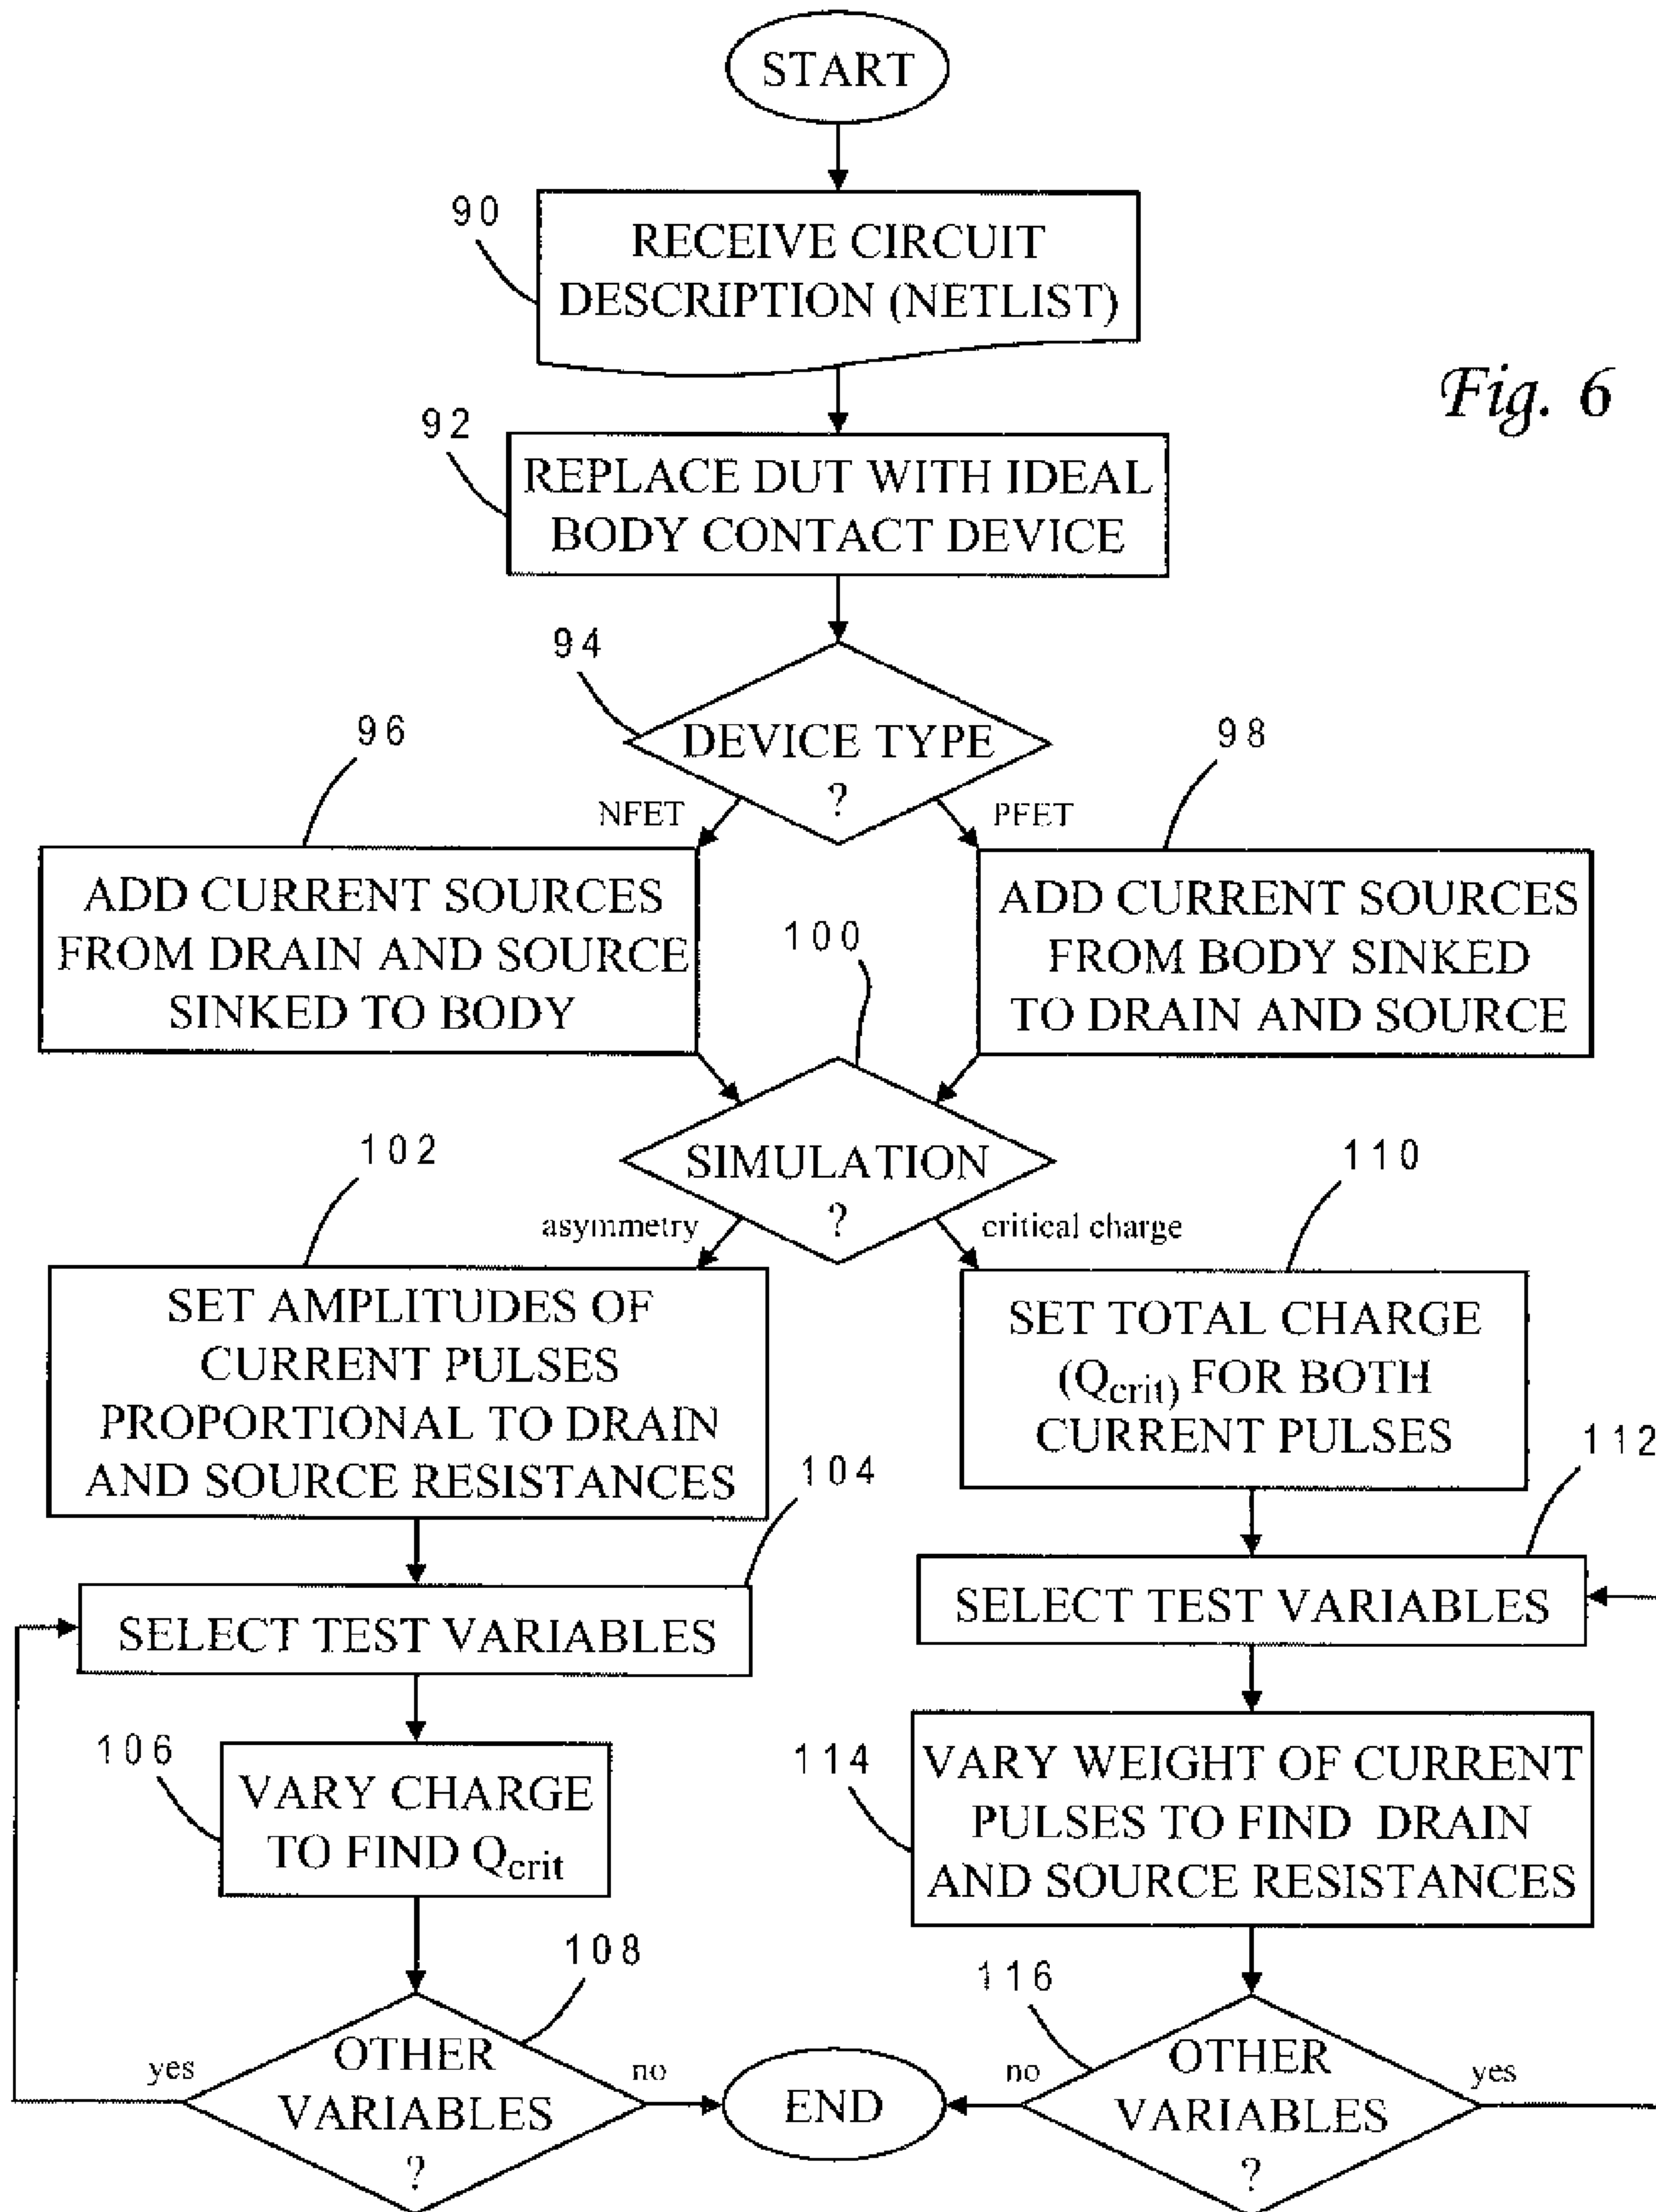 START
90
RECEIVE CIRCUIT
DESCRIPTION (NETLIST)
Fig. 6
92
REPLACE DUT WITH IDEAL
BODY CONTACT DEVICE
94
DEVICE TYPE
?
NFET
PFET
96
ADD CURRENT SOURCES
FROM DRAIN AND SOURCE
SINKED TO BODY
98
ADD CURRENT SOURCES
FROM BODY SINKED
TO DRAIN AND SOURCE
100
SIMULATION
?
asymmetry
critical charge
102
SET AMPLITUDES OF
CURRENT PULSES
PROPORTIONAL TO DRAIN
AND SOURCE RESISTANCES
110
SET TOTAL CHARGE
(Qcrit) FOR BOTH
CURRENT PULSES
104
SELECT TEST VARIABLES
112
SELECT TEST VARIABLES
106
VARY CHARGE
TO FIND Qcrit
114
VARY WEIGHT OF CURRENT
PULSES TO FIND DRAIN
AND SOURCE RESISTANCES
108
OTHER
VARIABLES
?
yes
no
END
116
OTHER
VARIABLES
?
no
yes